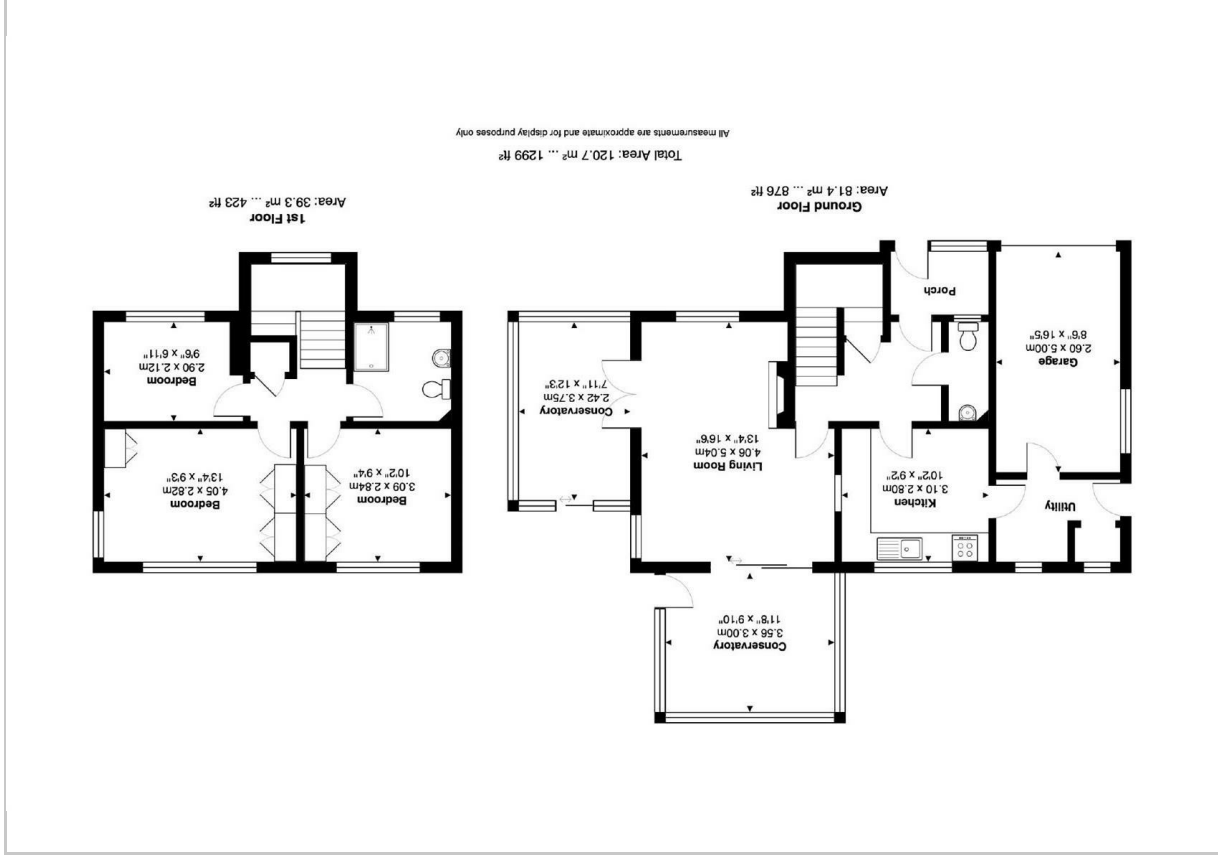 Conservatory
3.56 x 3.00m
11'8" x 9'10"
Utility
Kitchen
3.10 x 2.80m
10'2" x 9'2"
Living Room
4.06 x 5.04m
13'4" x 16'6"
Garage
2.60 x 5.00m
8'6" x 16'5"
Conservatory
2.42 x 3.75m
7'11" x 12'3"
Porch
Bedroom
3.09 x 2.84m
10'2" x 9'4"
Bedroom
4.05 x 2.82m
13'4" x 9'3"
Bedroom
2.90 x 2.12m
9'6" x 6'11"
Ground Floor
Area: 81.4 m² ... 876 ft²
1st Floor
Area: 39.3 m² ... 423 ft²
Total Area: 120.7 m² ... 1299 ft²
All measurements are approximate and for display purposes only